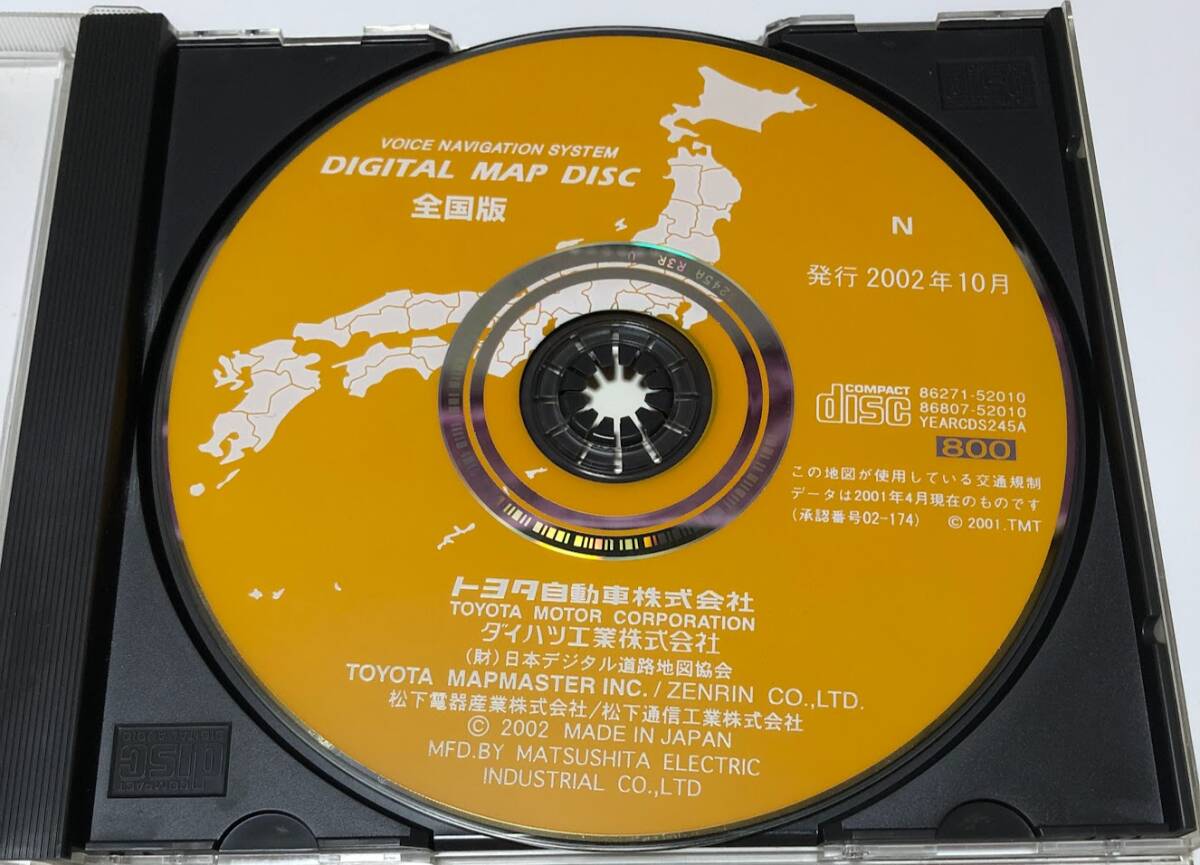 VOICE NAVIGATION SYSTEM
DIGITAL MAP DISC
全国版
N
発行 2002年10月
COMPACT
disc
86271-52010
86807-52010
YEARCDS245A
800
この地図が使用している交通規制
データは2001年4月現在のものです
(承認番号02-174) © 2001.TMT
トヨタ自動車株式会社
TOYOTA MOTOR CORPORATION
ダイハツ工業株式会社
(財)日本デジタル道路地図協会
TOYOTA MAPMASTER INC. / ZENRIN CO.,LTD.
松下電器産業株式会社/松下通信工業株式会社
© 2002 MADE IN JAPAN
MFD.BY MATSUSHITA ELECTRIC
INDUSTRIAL CO.,LTD
245A R3R
disc
disc